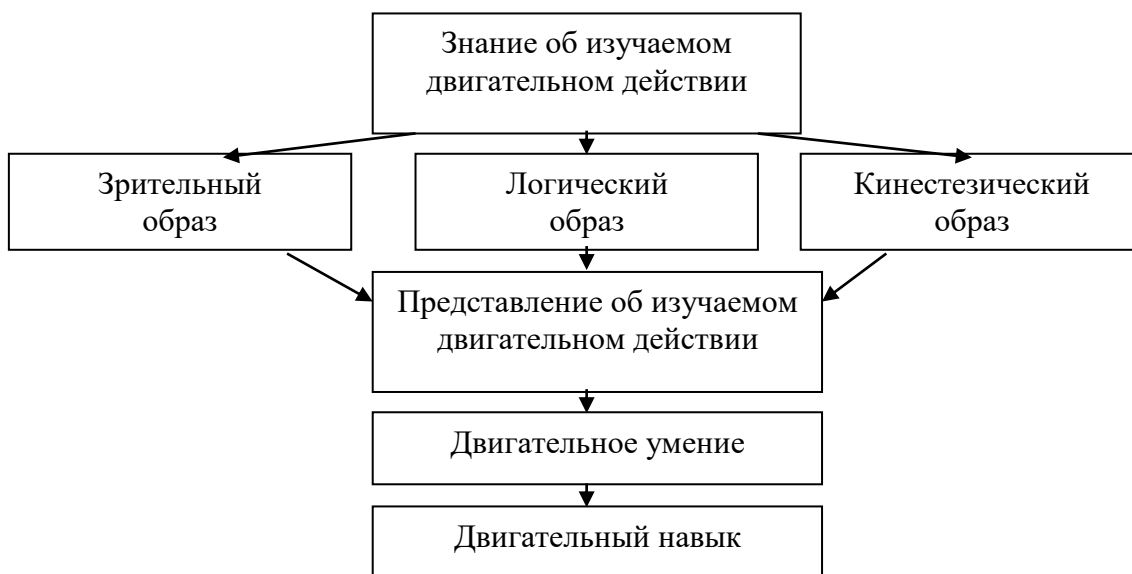 Знание об изучаемом
двигательном действии
Зрительный
образ
Логический
образ
Кинестезический
образ
Представление об изучаемом
двигательном действии
Двигательное умение
Двигательный навык